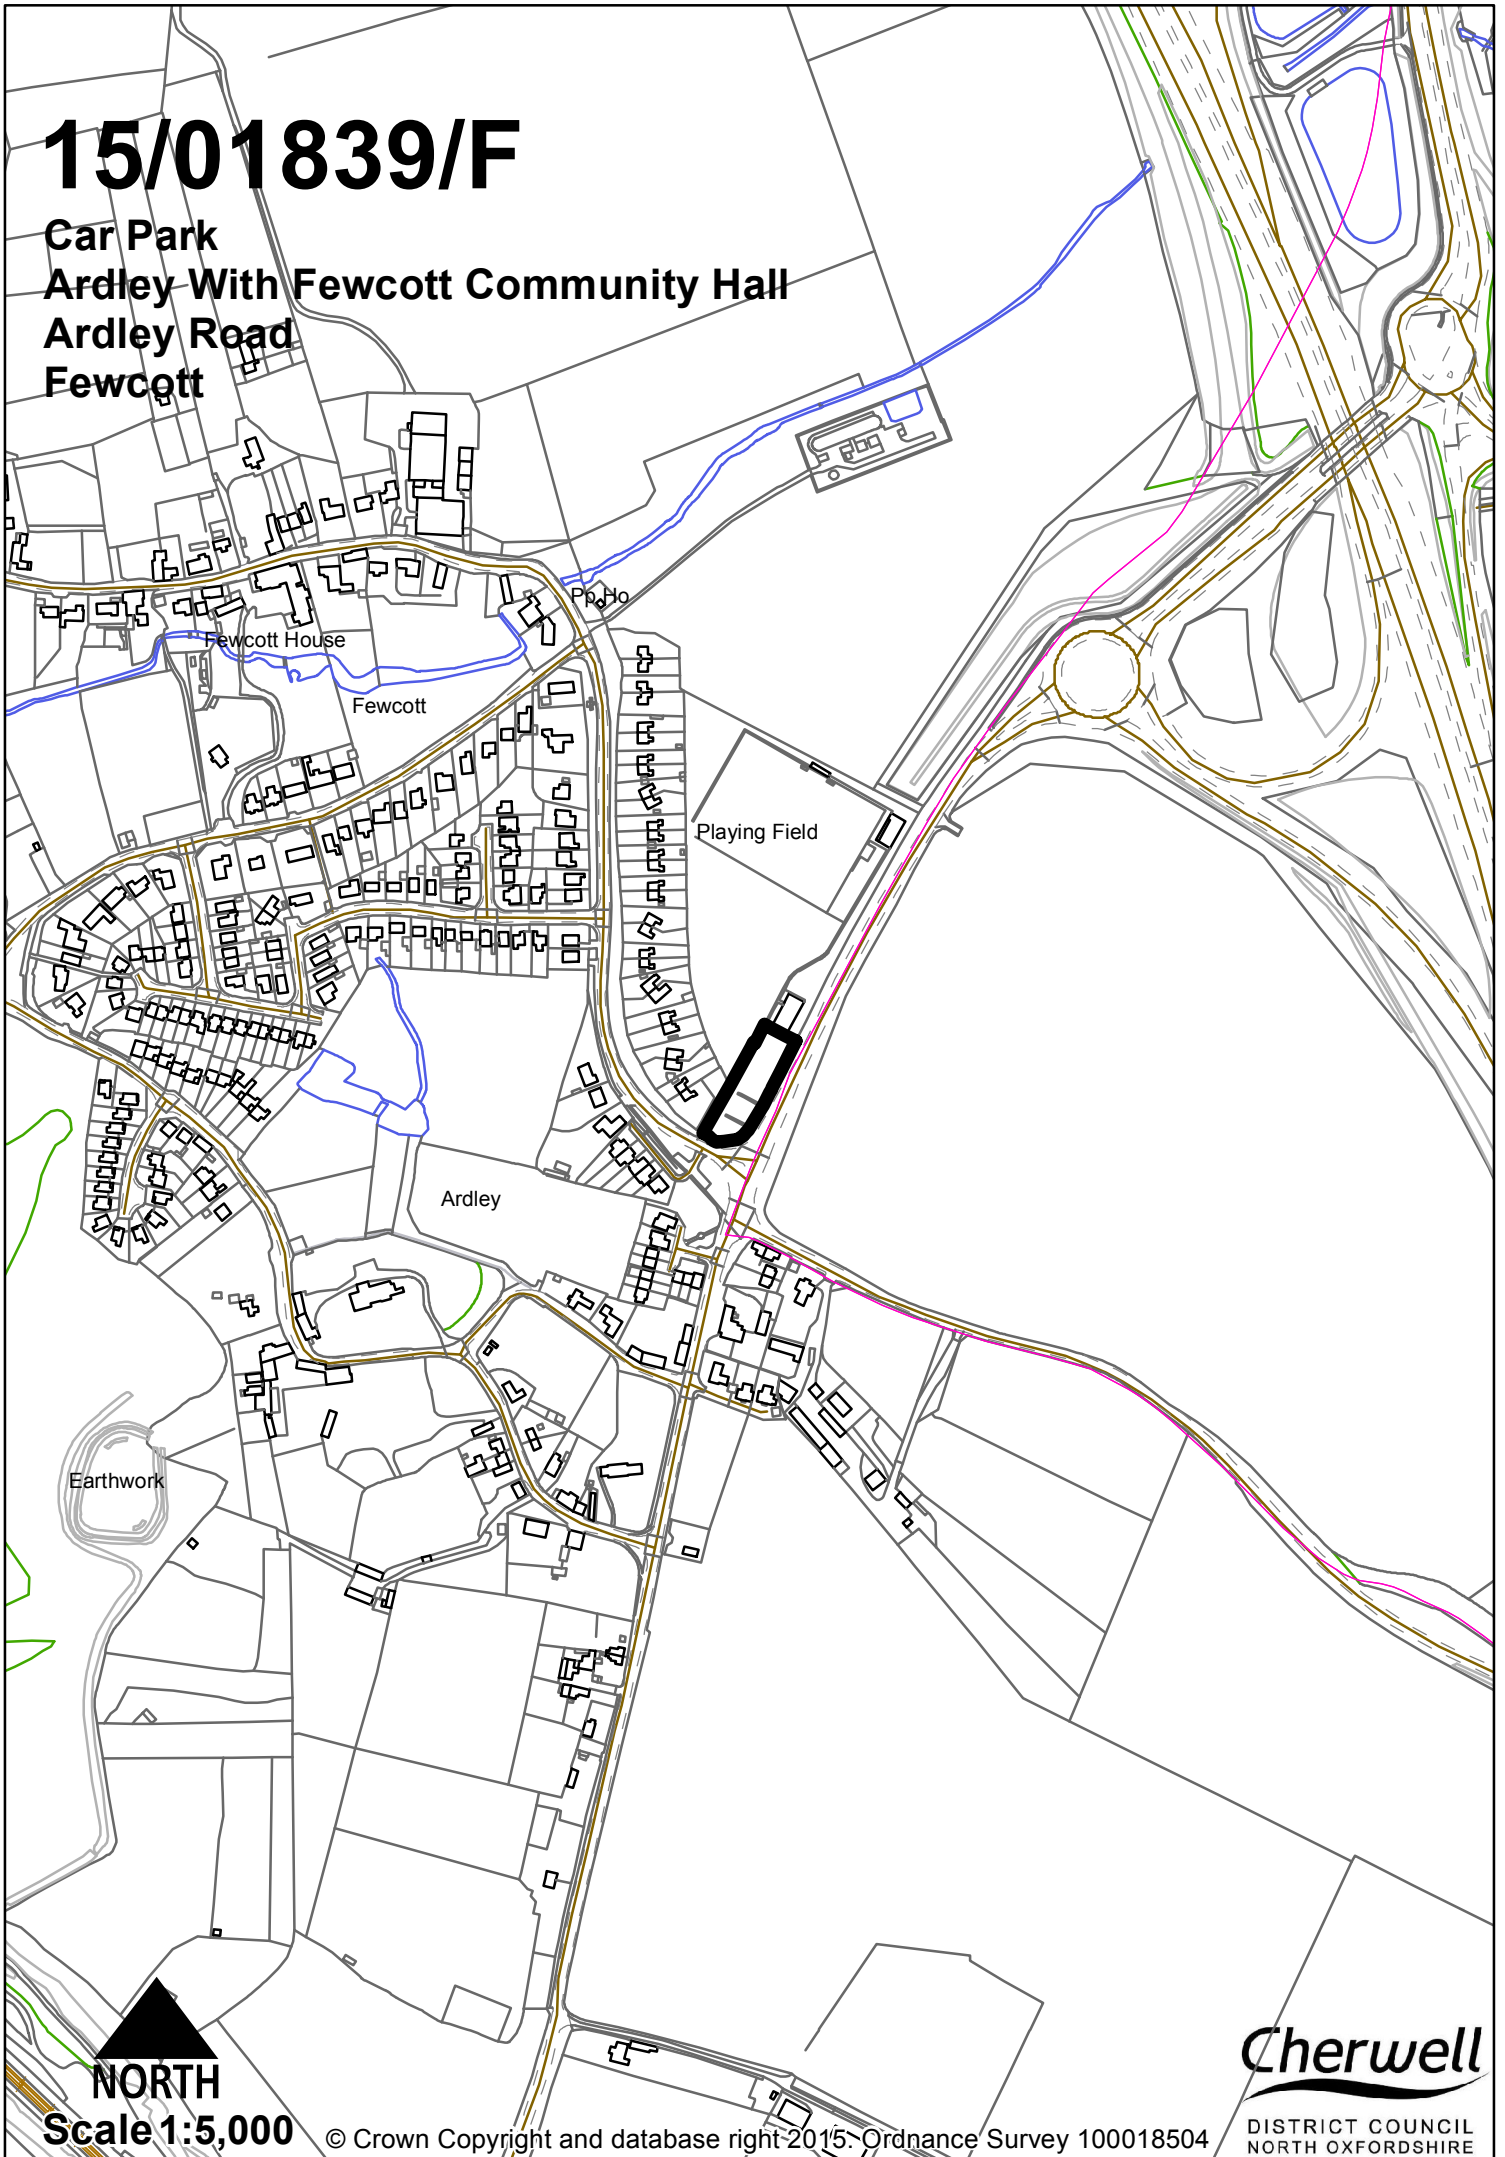 15/01839/F
Car Park
Ardley With Fewcott Community Hall
Ardley Road
Fewcott
Pp Ho
Fewcott House
Fewcott
Playing Field
Ardley
Earthwork
NORTH
Scale 1:5,000
© Crown Copyright and database right 2015. Ordnance Survey 100018504
Cherwell
DISTRICT COUNCIL
NORTH OXFORDSHIRE